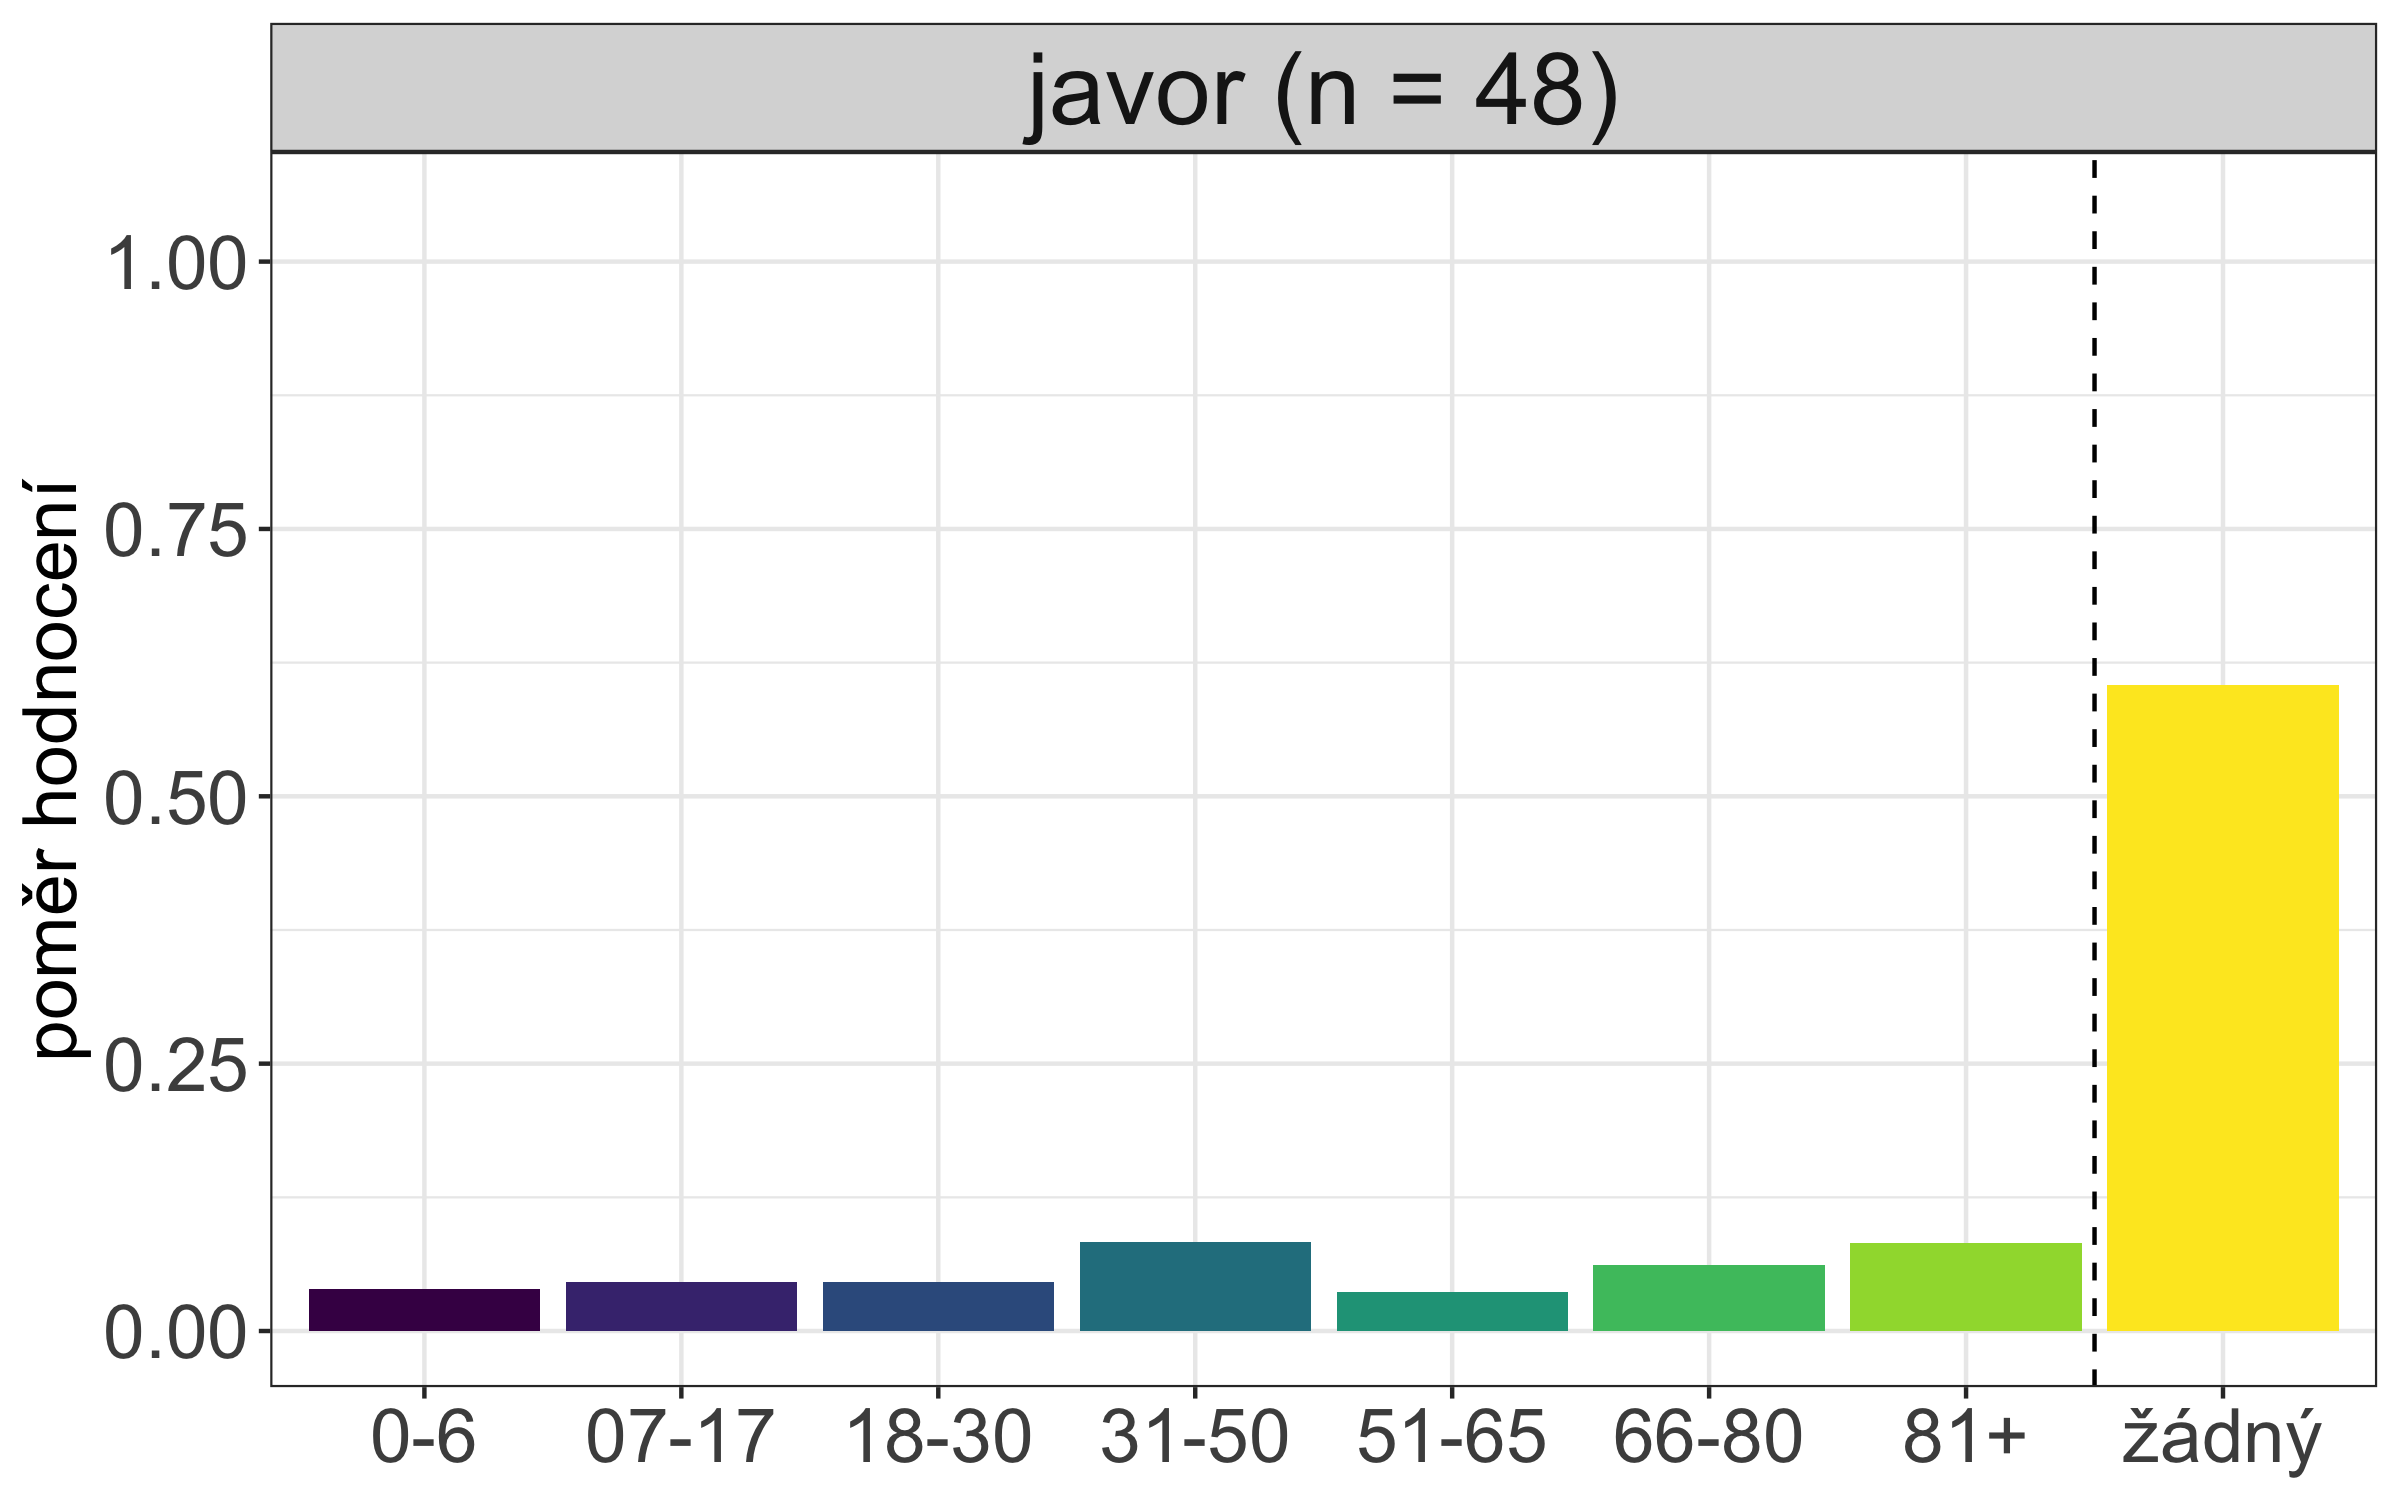 javor (n = 48)
poměr hodnocení
1.00
0.75
0.50
0.25
0.00
0-6 07-17 18-30 31-50 51-65 66-80 81+ žádný